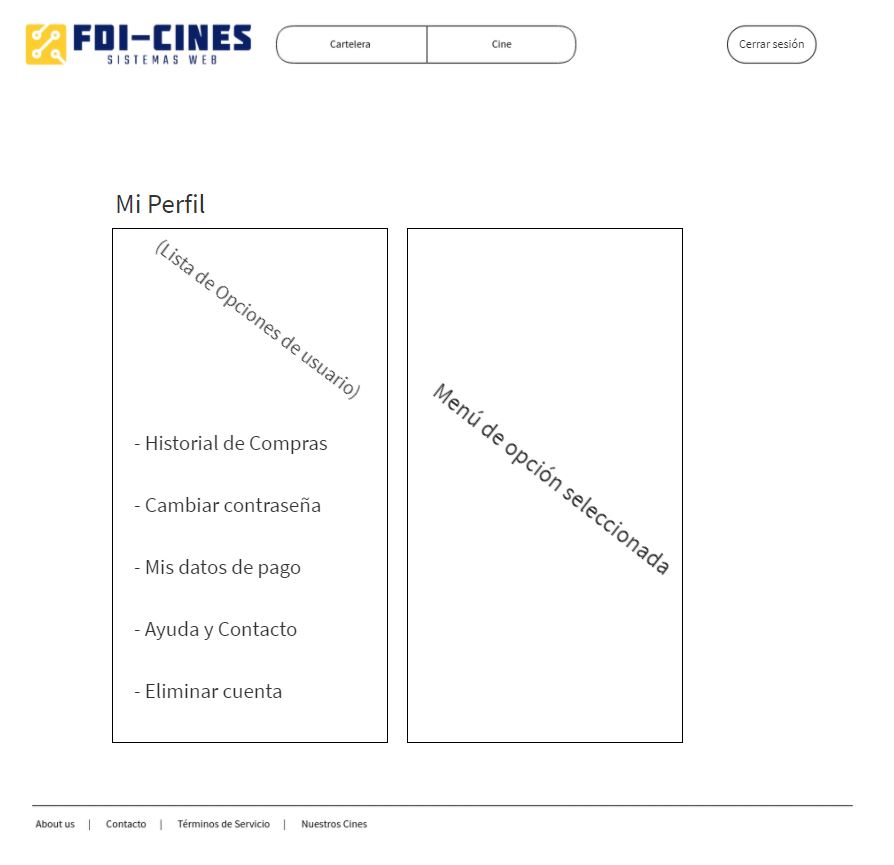 FDI-CINES
SISTEMAS WEB
Cartelera
Cine
Cerrar sesión
Mi Perfil
(Lista de Opciones de usuario)
- Historial de Compras
- Cambiar contraseña
- Mis datos de pago
- Ayuda y Contacto
- Eliminar cuenta
Menú de opción seleccionada
About us | Contacto | Términos de Servicio | Nuestros Cines